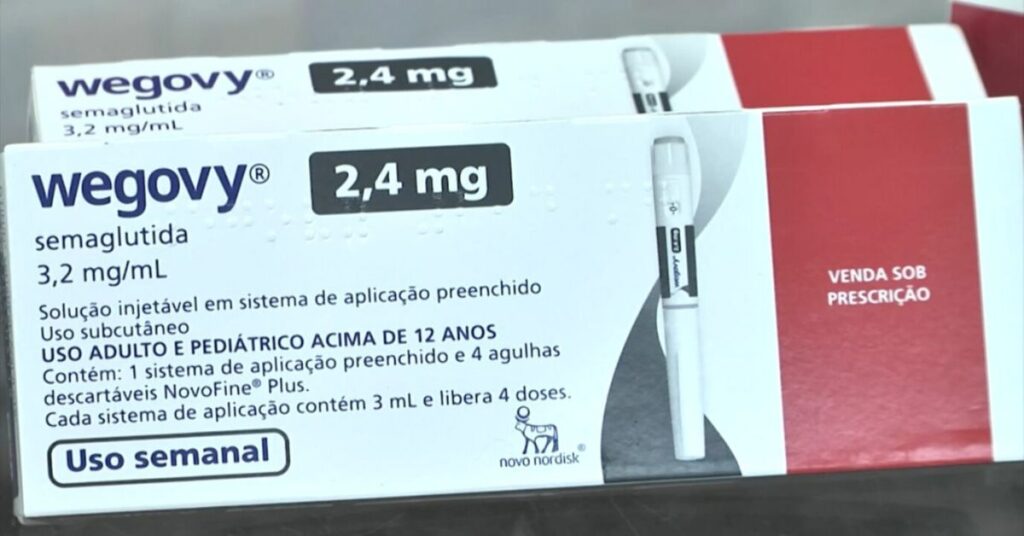 wegovy® 2,4 mg
semaglutida
3,2 mg/mL
wegovy® 2,4 mg
semaglutida
3,2 mg/mL
Solução injetável em sistema de aplicação preenchido
Uso subcutâneo
USO ADULTO E PEDIÁTRICO ACIMA DE 12 ANOS
Contém: 1 sistema de aplicação preenchido e 4 agulhas
descartáveis NovoFine® Plus.
Cada sistema de aplicação contém 3 mL e libera 4 doses.
Uso semanal
novo nordisk®
wegovy
VENDA SOB
PRESCRIÇÃO